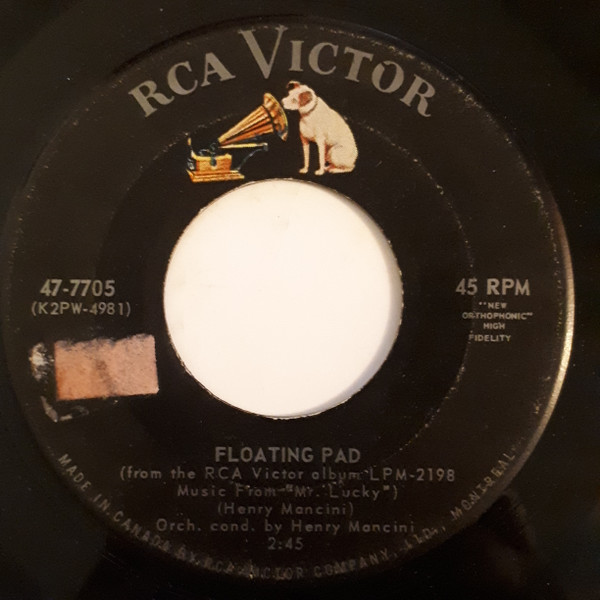 RCA VICTOR
47-7705
(K2PW-4981)
45 RPM
"NEW
ORTHOPHONIC"
HIGH
FIDELITY
FLOATING PAD
(from the RCA Victor album LPM-2198
Music From "Mr. Lucky")
(Henry Mancini)
Orch. cond. by Henry Mancini
2:45
MADE IN CANADA BY RCA VICTOR COMPANY, LTD., MONTREAL